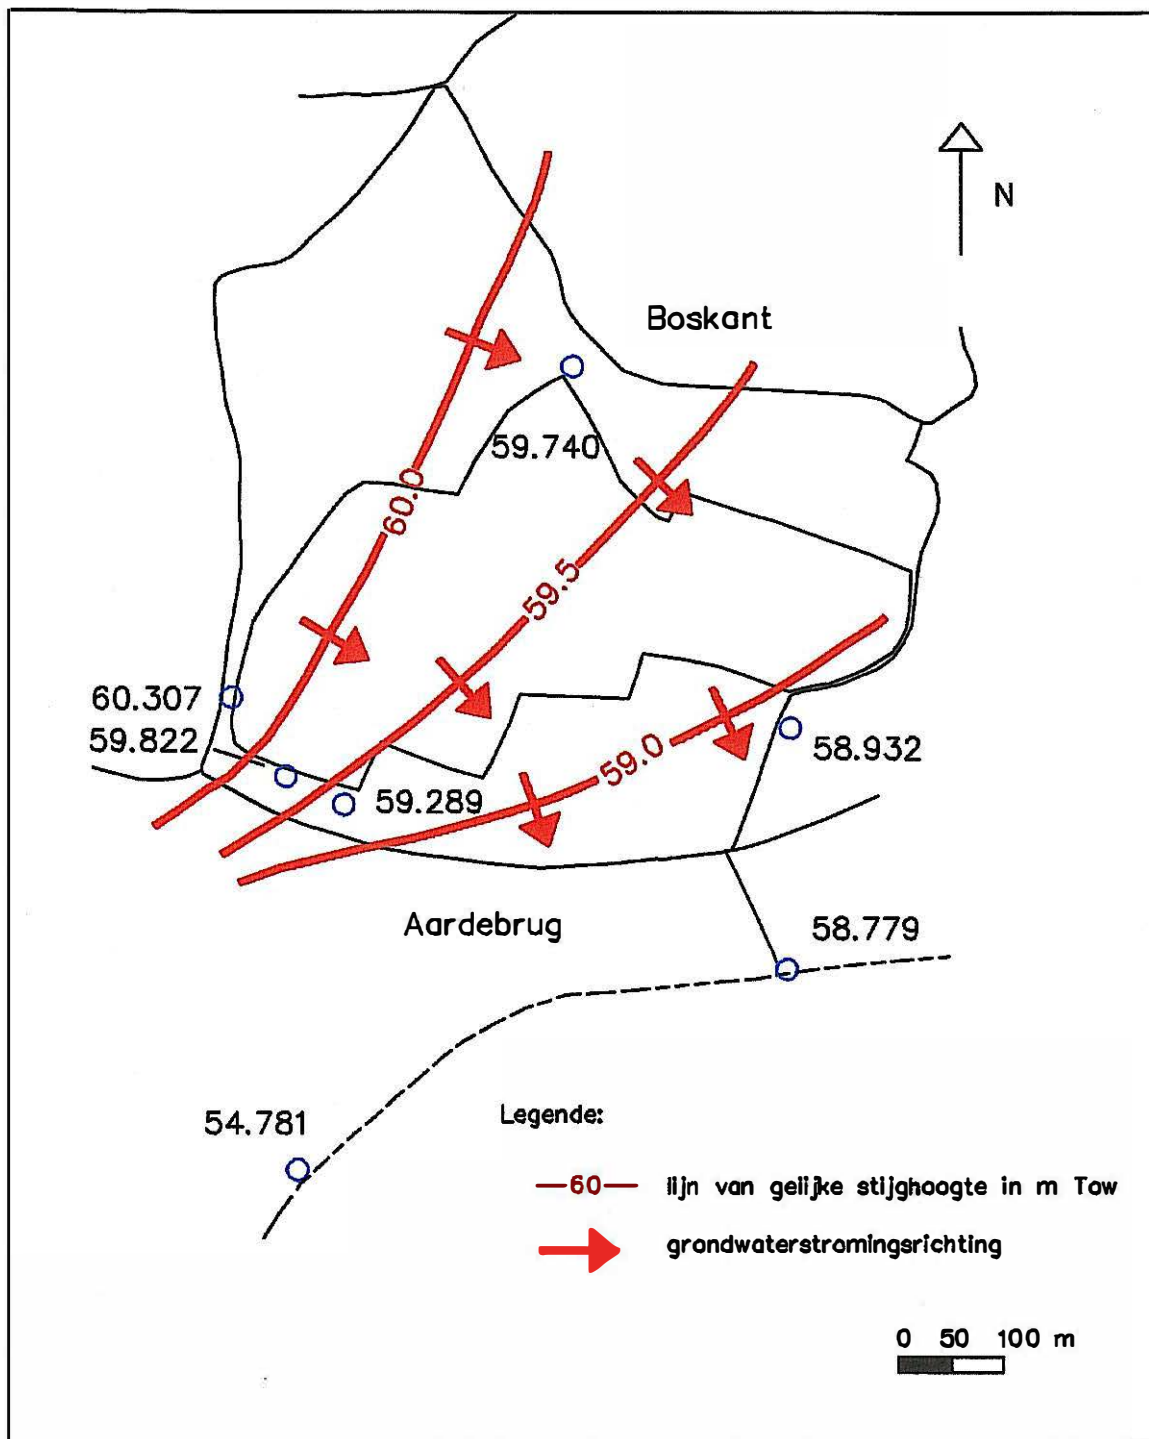 N
Boskant
59.740
60.0
59.5
60.307
59.822
59.0
58.932
59.289
Aardebrug
58.779
54.781
Legende:
60 lijn van gelijke stijghoogte in m Taw
grondwaterstromingsrichting
0 50 100 m